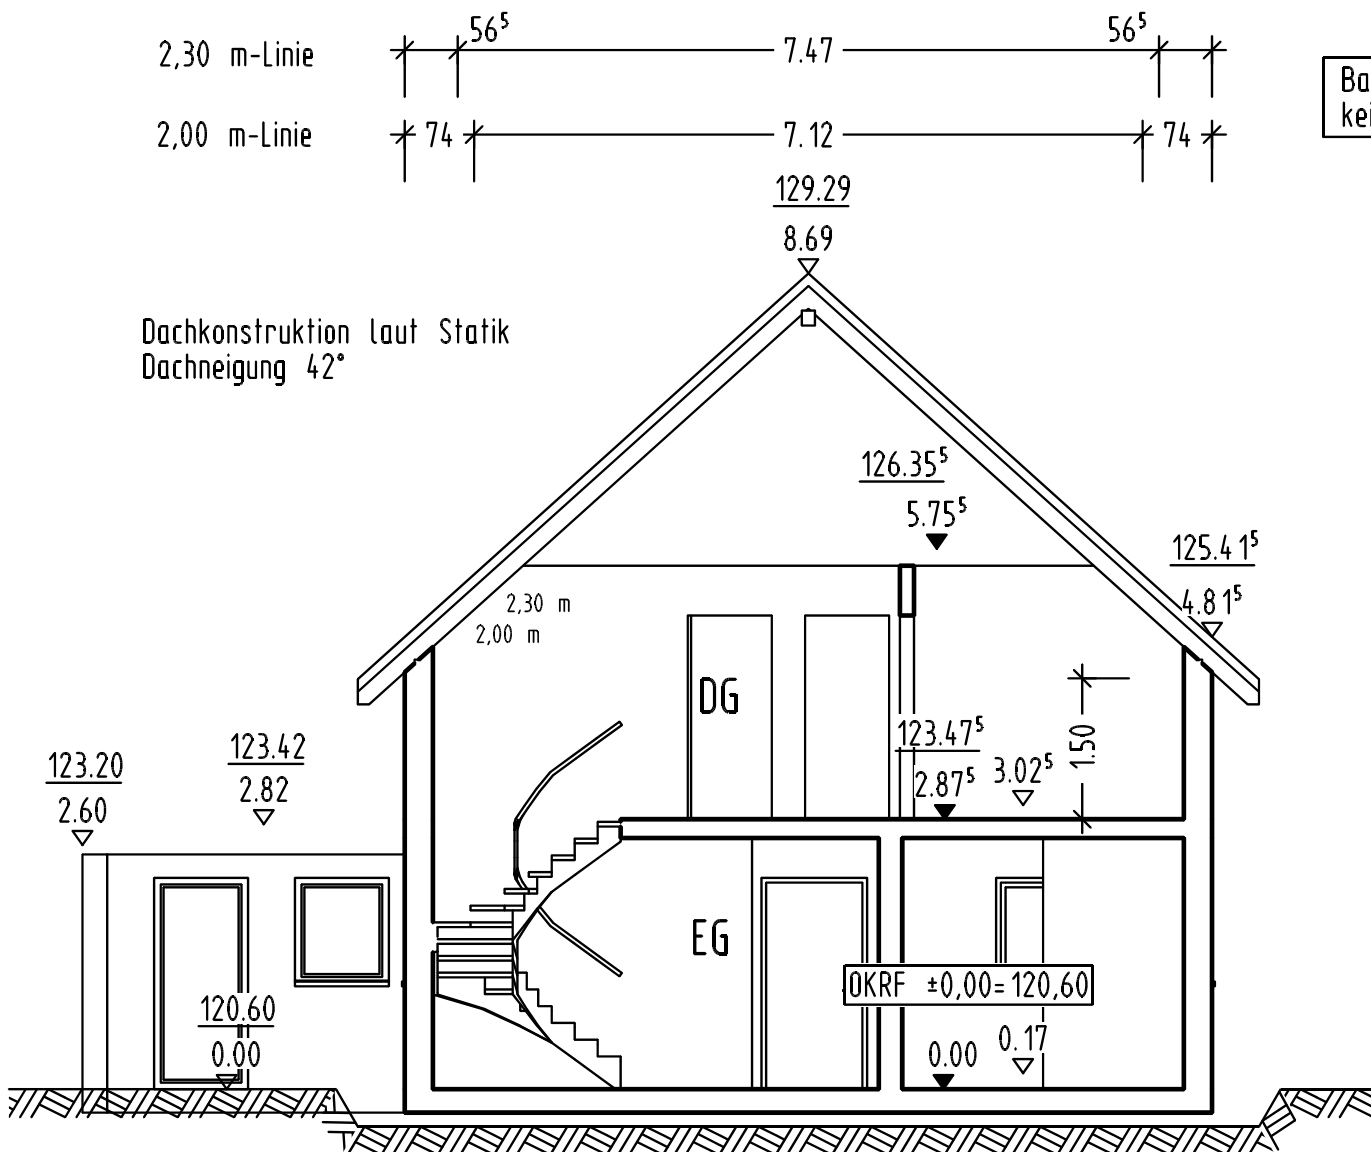 2,30 m-Linie
56⁵ 7.47 56⁵
2,00 m-Linie
74 7.12 74
129.29
8.69
Dachkonstruktion laut Statik
Dachneigung 42°
126.35⁵
5.75⁵
125.41⁵
4.81⁵
2,30 m
2,00 m
DG
123.47⁵
2.87⁵
3.02⁵
1.50
123.20
2.60
123.42
2.82
EG
OKRF ±0,00=120,60
120.60
0.00
0.00
0.17